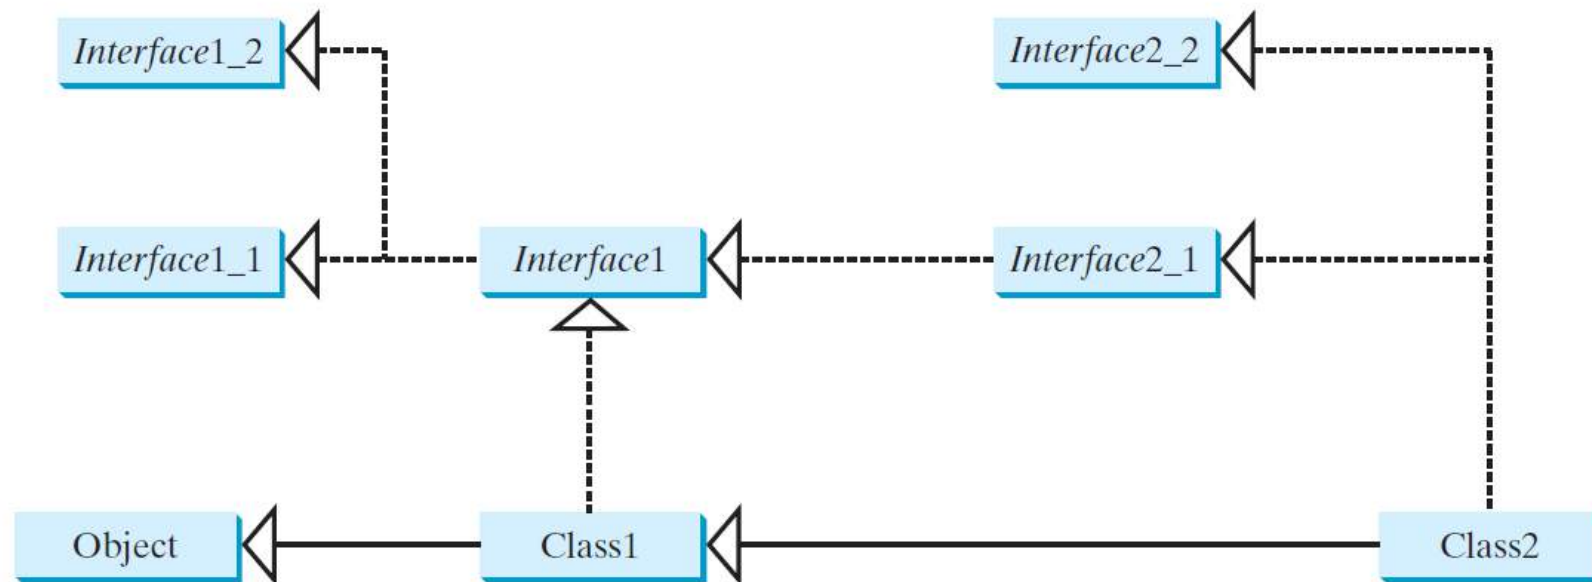 Interface1_2
Interface2_2
Interface1_1
Interface1
Interface2_1
Object
Class1
Class2